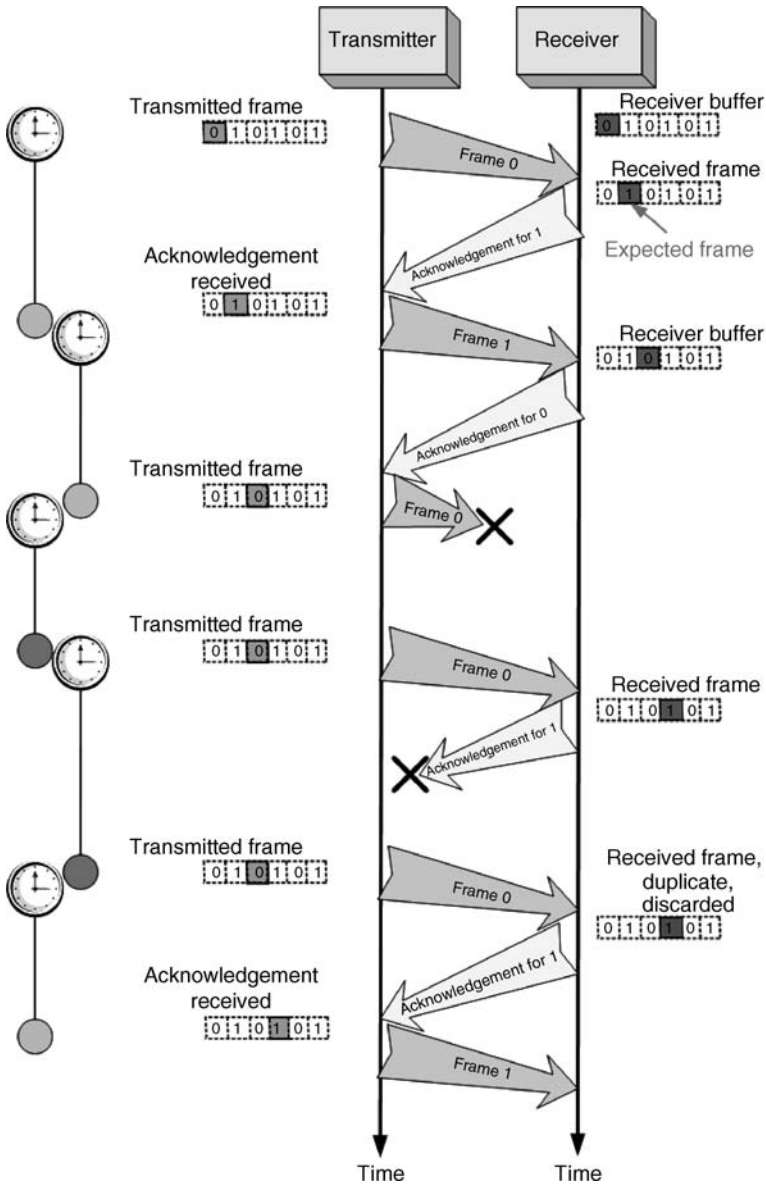 Transmitter
Receiver
Transmitted frame
0 1 0 1 0 1
Frame 0
Receiver buffer
0 1 0 1 0 1
Received frame
0 1 0 1 0 1
Expected frame
Acknowledgement for 1
Acknowledgement
received
0 1 0 1 0 1
Frame 1
Receiver buffer
0 1 0 1 0 1
Acknowledgement for 0
Transmitted frame
0 1 0 1 0 1
Frame 0
Transmitted frame
0 1 0 1 0 1
Frame 0
Received frame
0 1 0 1 0 1
Acknowledgement for 1
Transmitted frame
0 1 0 1 0 1
Frame 0
Received frame,
duplicate,
discarded
0 1 0 1 0 1
Acknowledgement for 1
Acknowledgement
received
0 1 0 1 0 1
Frame 1
Time
Time